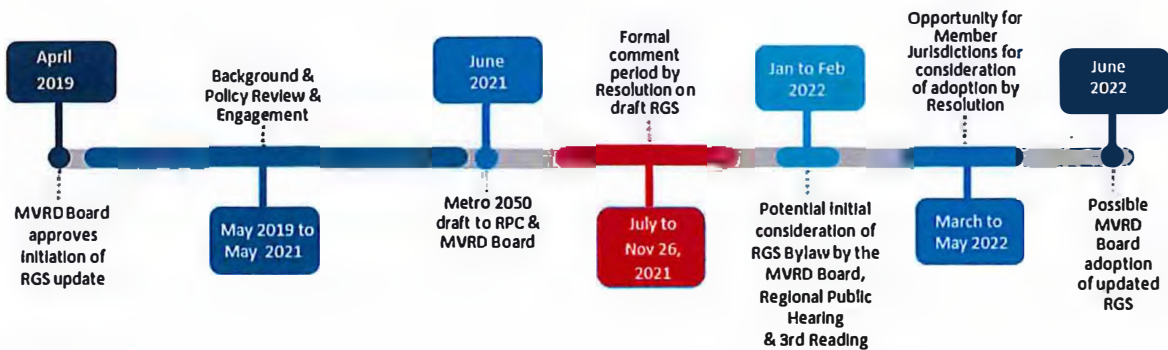 April
2019
MVRD Board
approves
initiation of
RGS update
Background &
Policy Review &
Engagement
May 2019 to
May 2021
June
2021
Metro 2050
draft to RPC &
MVRD Board
Formal
comment
period by
Resolution on
draft RGS
July to
Nov 26,
2021
Jan to Feb
2022
Potential initial
consideration of
RGS Bylaw by the
MVRD Board,
Regional Public
Hearing
& 3rd Reading
Opportunity for
Member
Jurisdictions for
consideration
of adoption by
Resolution
March to
May 2022
June
2022
Possible
MVRD
Board
adoption
of updated
RGS